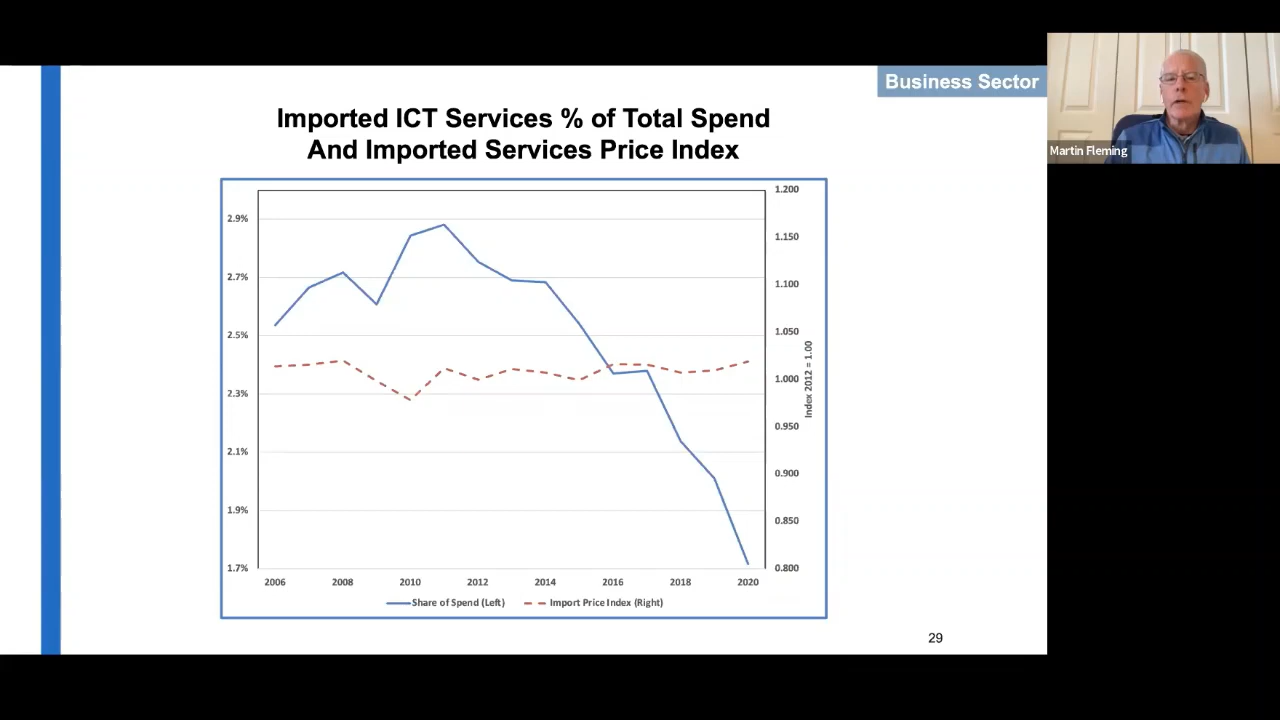 Business Sector
Martin Fleming
Imported ICT Services % of Total Spend
And Imported Services Price Index
2.9%
2.7%
2.5%
2.3%
2.1%
1.9%
1.7%
1.200
1.150
1.100
1.050
1.000
0.950
0.900
0.850
0.800
Index 2012 = 1.00
2006 2008 2010 2012 2014 2016 2018 2020
Share of Spend (Left) Import Price Index (Right)
29